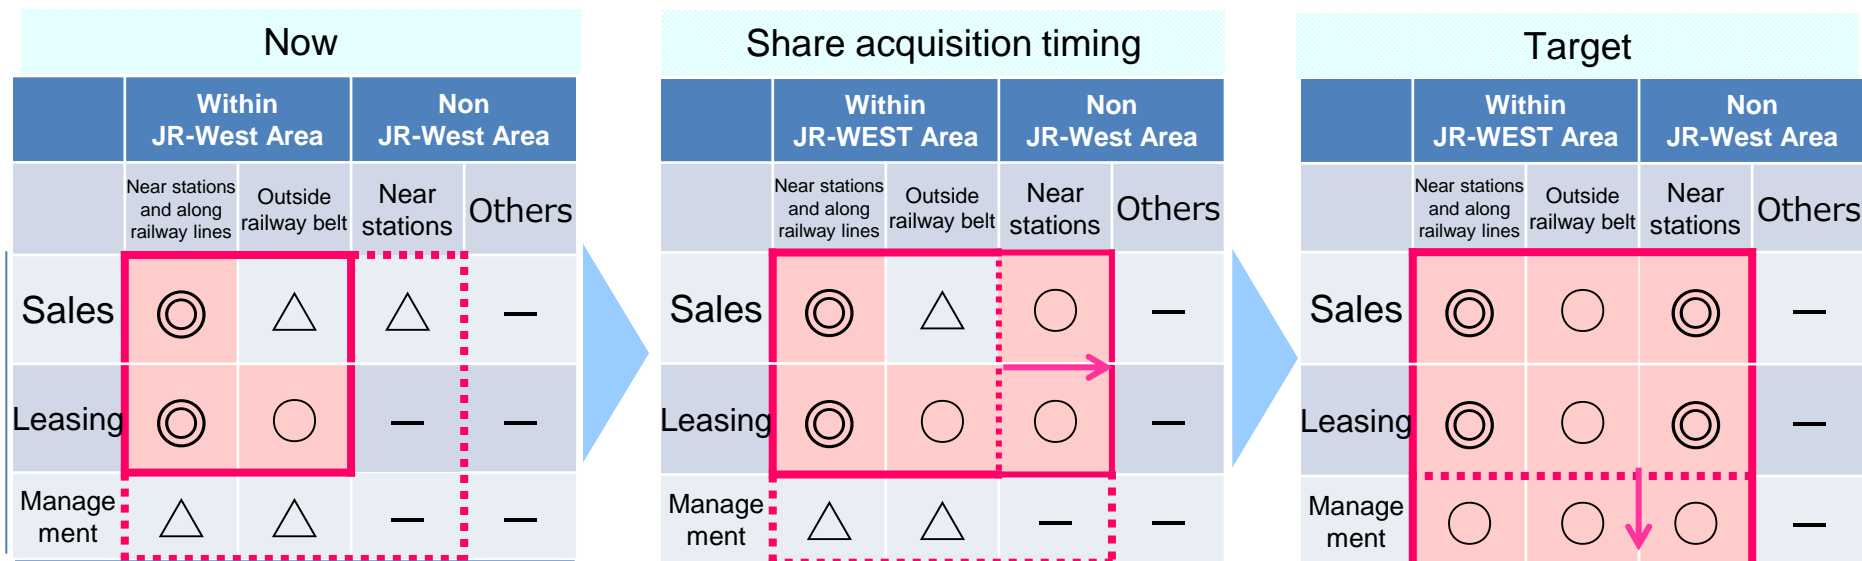 Now
Within
JR-West Area
Non
JR-West Area
Near stations
and along
railway lines
Outside
railway belt
Near
stations
Others
Sales
◎ △ △ —
Leasing
◎ ○ — —
Manage
ment
△ △ — —
Share acquisition timing
Within
JR-WEST Area
Non
JR-West Area
Near stations
and along
railway lines
Outside
railway belt
Near
stations
Others
Sales
◎ △ ○ —
Leasing
◎ ○ ○ —
Manage
ment
△ △ — —
Target
Within
JR-WEST Area
Non
JR-West Area
Near stations
and along
railway lines
Outside
railway belt
Near
stations
Others
Sales
◎ ○ ◎ —
Leasing
◎ ○ ◎ —
Manage
ment
○ ○ ○ —